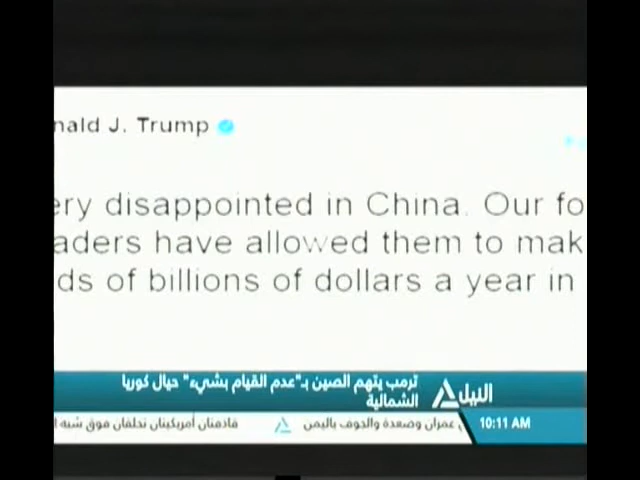 nald J. Trump
ery disappointed in China. Our fo
aders have allowed them to mak
ds of billions of dollars a year in
ترمب يتهم الصين بـ"عدم القيام بشيء" حيال كوريا
الشمالية
النيل
عمران وصعدة والجوف باليمن
قاذفتان أمريكيتان تحلقان فوق شبه
10:11 AM